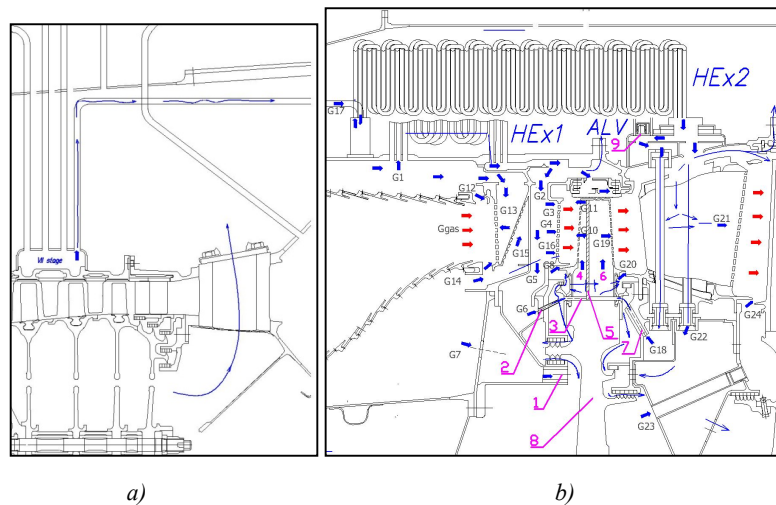 VII stage
a)
HEx2
G17
HEx1
ALV
9
G1
G12
G2
G13
G3
G11
Ggas
G4
G10
G21
G16
G19
G15
G14
G5
4
6
G20
G6
3
5
G24
G7
2
7
G18
G22
1
8
G23
b)